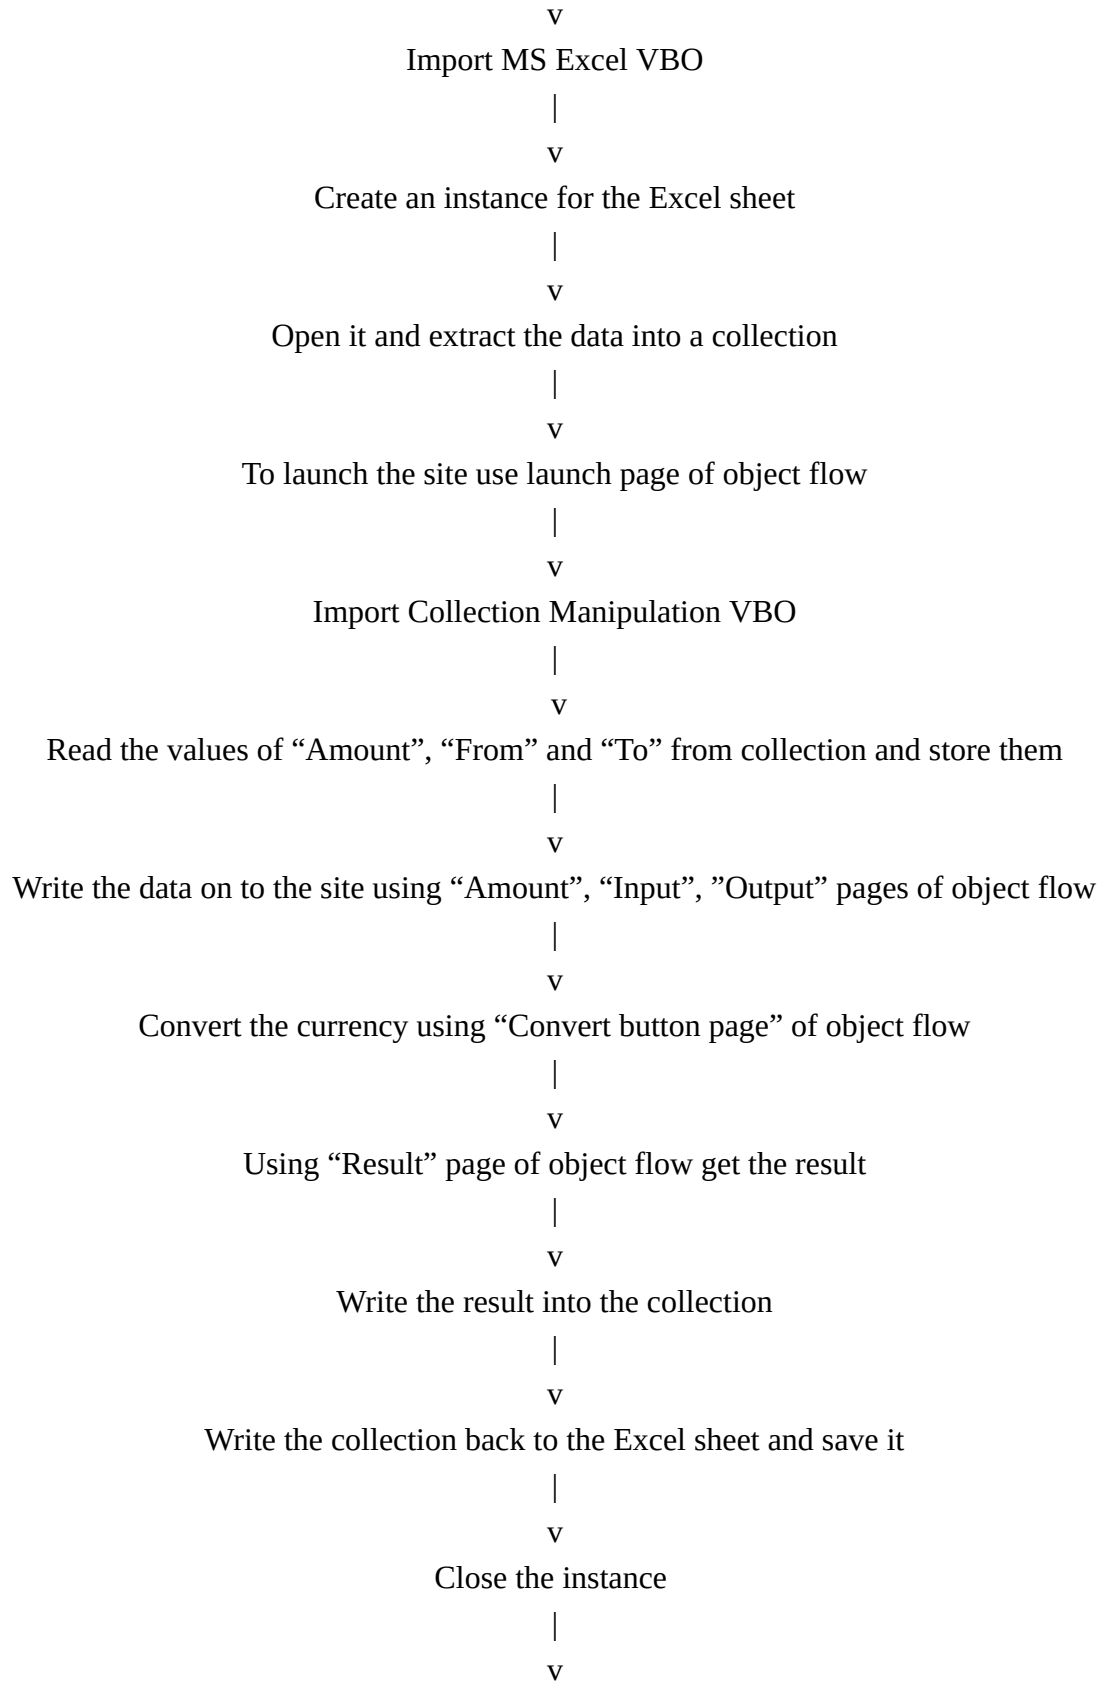 v
Import MS Excel VBO
|
v
Create an instance for the Excel sheet
|
v
Open it and extract the data into a collection
|
v
To launch the site use launch page of object flow
|
v
Import Collection Manipulation VBO
|
v
Read the values of “Amount”, “From” and “To” from collection and store them
|
v
Write the data on to the site using “Amount”, “Input”, ”Output” pages of object flow
|
v
Convert the currency using “Convert button page” of object flow
|
v
Using “Result” page of object flow get the result
|
v
Write the result into the collection
|
v
Write the collection back to the Excel sheet and save it
|
v
Close the instance
|
v